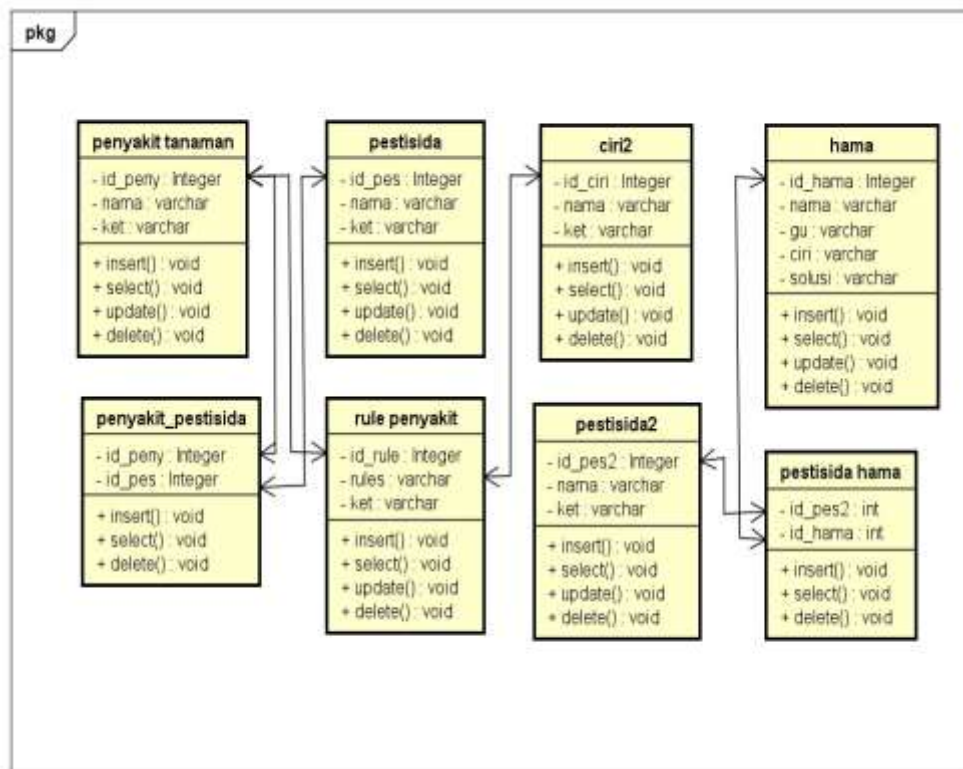 pkg
penyakit tanaman
- id_peny : Integer
- nama : varchar
- ket : varchar
+ insert() : void
+ select() : void
+ update() : void
+ delete() : void
pestisida
- id_pes : Integer
- nama : varchar
- ket : varchar
+ insert() : void
+ select() : void
+ update() : void
+ delete() : void
ciri2
- id_ciri : Integer
- nama : varchar
- ket : varchar
+ insert() : void
+ select() : void
+ update() : void
+ delete() : void
hama
- id_hama : Integer
- nama : varchar
- gu : varchar
- ciri : varchar
- solusi : varchar
+ insert() : void
+ select() : void
+ update() : void
+ delete() : void
penyakit_pestisida
- id_peny : Integer
- id_pes : Integer
+ insert() : void
+ select() : void
+ delete() : void
rule penyakit
- id_rule : Integer
- rules : varchar
- ket : varchar
+ insert() : void
+ select() : void
+ update() : void
+ delete() : void
pestisida2
- id_pes2 : Integer
- nama : varchar
- ket : varchar
+ insert() : void
+ select() : void
+ update() : void
+ delete() : void
pestisida hama
- id_pes2 : int
- id_hama : int
+ insert() : void
+ select() : void
+ delete() : void